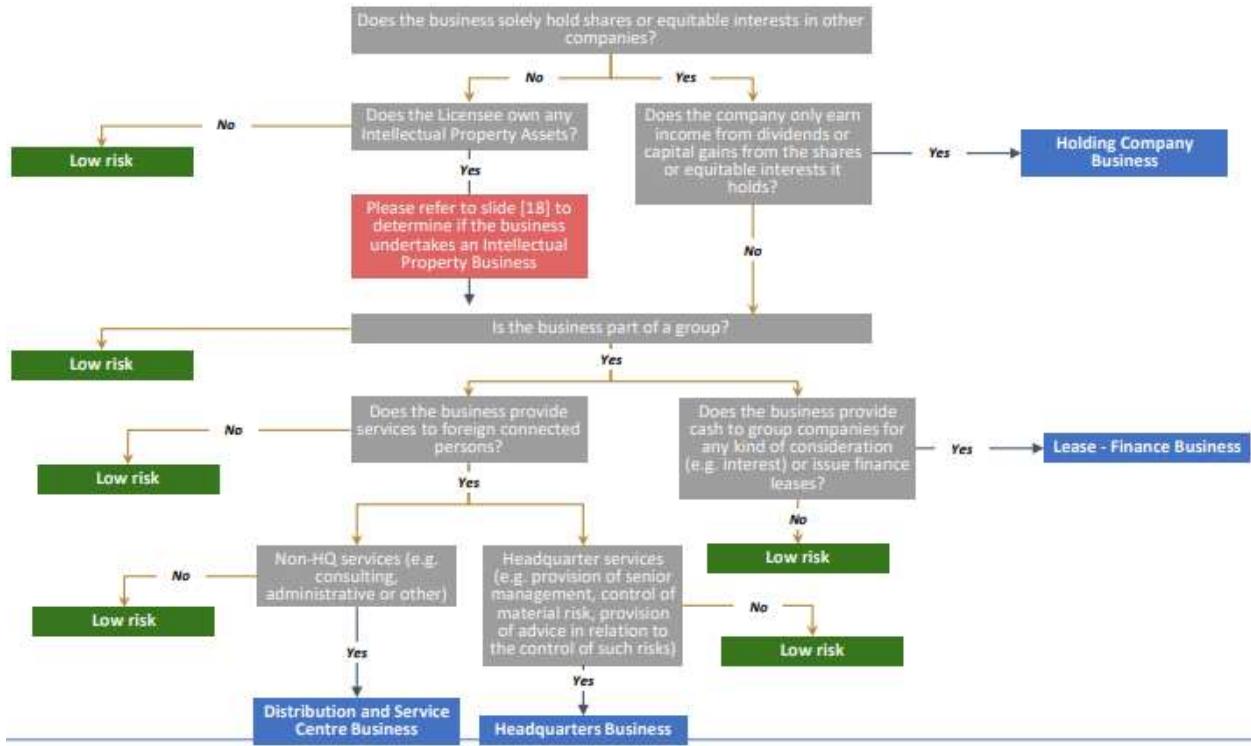 Does the business solely hold shares or equitable interests in other
companies?
No
Yes
Does the Licensee own any
Intellectual Property Assets?
No
Low risk
Does the company only earn
income from dividends or
capital gains from the shares
or equitable interests it
holds?
Yes
Holding Company
Business
Yes
Please refer to slide [18] to
determine if the business
undertakes an Intellectual
Property Business
No
Is the business part of a group?
Low risk
Yes
Does the business provide
services to foreign connected
persons?
No
Low risk
Does the business provide
cash to group companies for
any kind of consideration
(e.g. interest) or issue finance
leases?
Yes
Lease - Finance Business
Yes
No
Low risk
Non-HQ services (e.g.
consulting,
administrative or other)
No
Low risk
Headquarter services
(e.g. provision of senior
management, control of
material risk, provision
of advice in relation to
the control of such risks)
No
Low risk
Yes
Yes
Distribution and Service
Centre Business
Headquarters Business